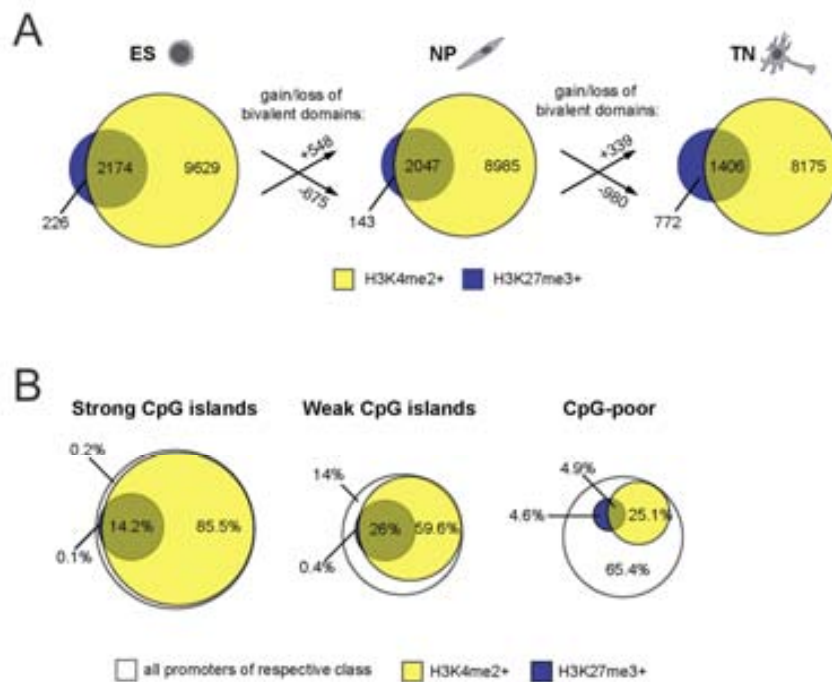 A
ES
NP
TN
gain/loss of
bivalent domains:
gain/loss of
bivalent domains:
2174
9629
+548
-675
2047
8985
+339
-980
1406
8175
226
143
772
H3K4me2+
H3K27me3+
B
Strong CpG islands
Weak CpG islands
CpG-poor
0.2%
14.2%
85.5%
0.1%
14%
26%
59.6%
0.4%
4.9%
4.6%
25.1%
65.4%
all promoters of respective class
H3K4me2+
H3K27me3+